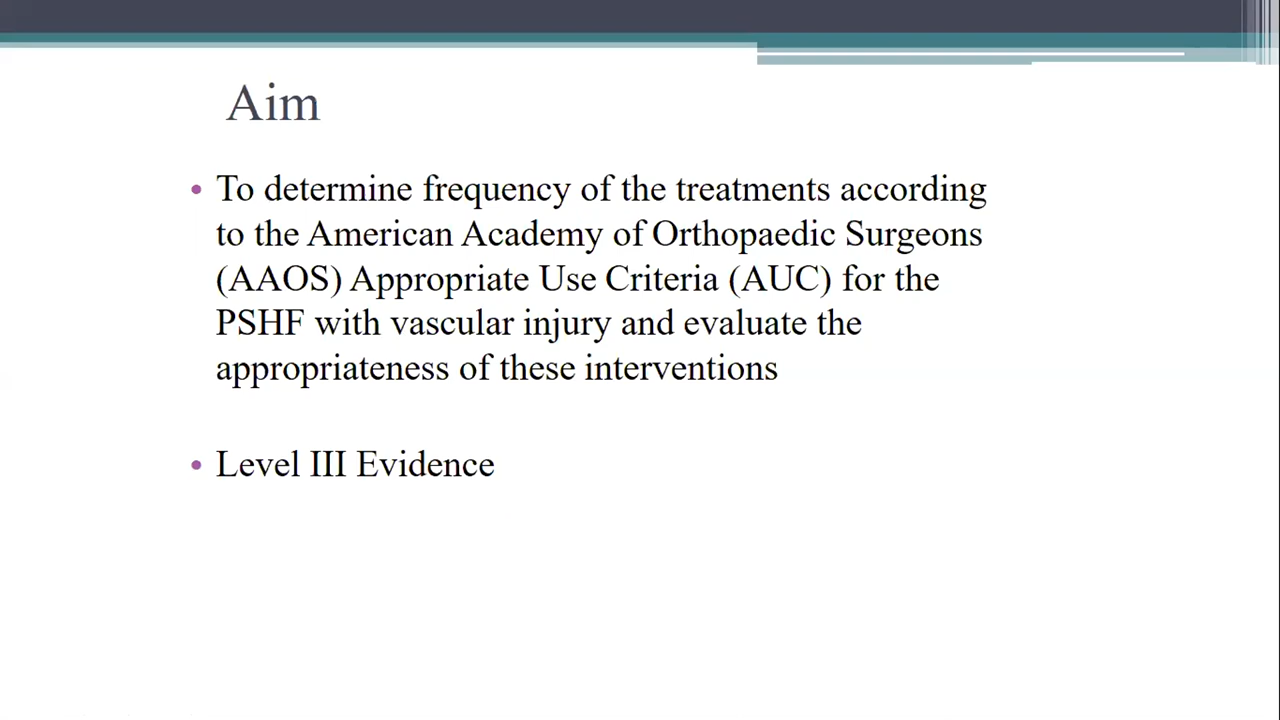 Aim
• To determine frequency of the treatments according
to the American Academy of Orthopaedic Surgeons
(AAOS) Appropriate Use Criteria (AUC) for the
PSHF with vascular injury and evaluate the
appropriateness of these interventions
• Level III Evidence